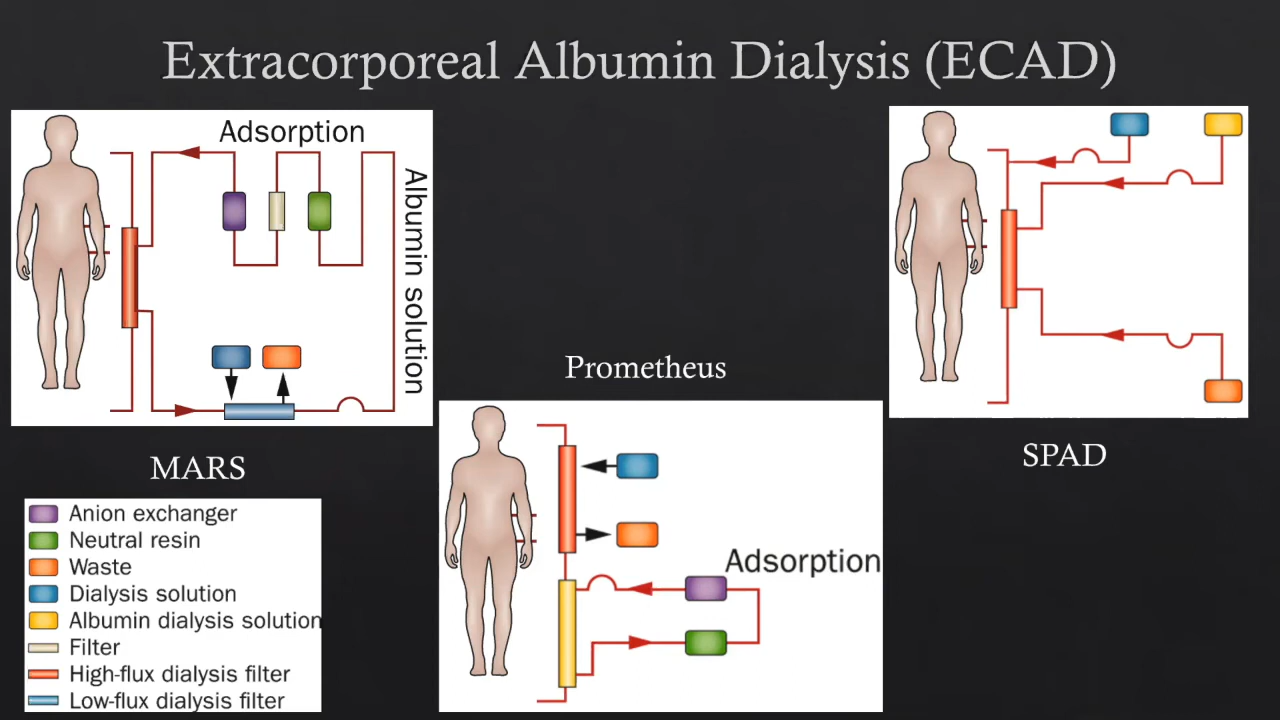 Extracorporeal Albumin Dialysis (ECAD)
Adsorption
Albumin solution
MARS
Anion exchanger
Neutral resin
Waste
Dialysis solution
Albumin dialysis solution
Filter
High-flux dialysis filter
Low-flux dialysis filter
Prometheus
Adsorption
SPAD